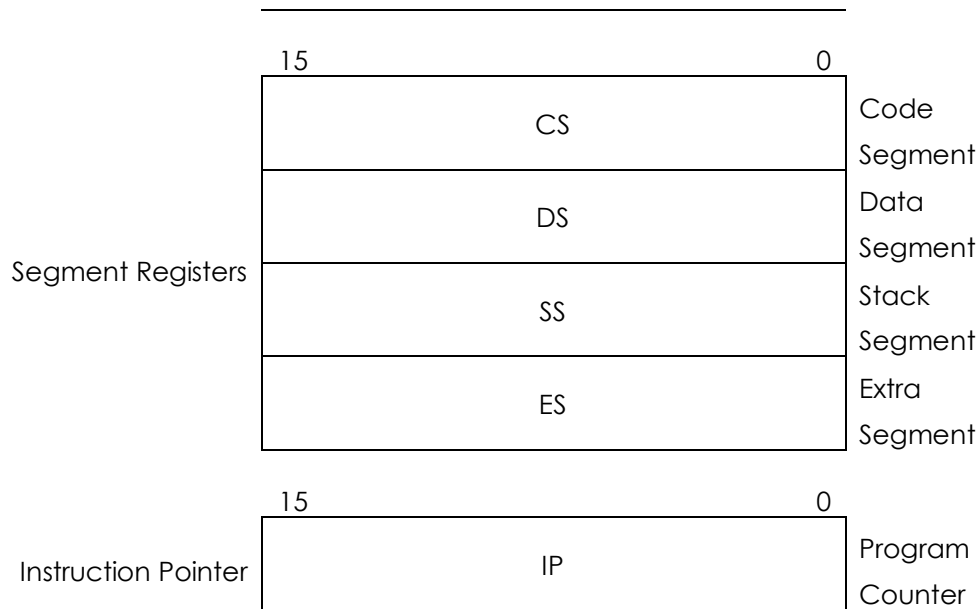 15 0
CS
Code
Segment
DS
Data
Segment
Segment Registers
SS
Stack
Segment
ES
Extra
Segment
15 0
Instruction Pointer
IP
Program
Counter